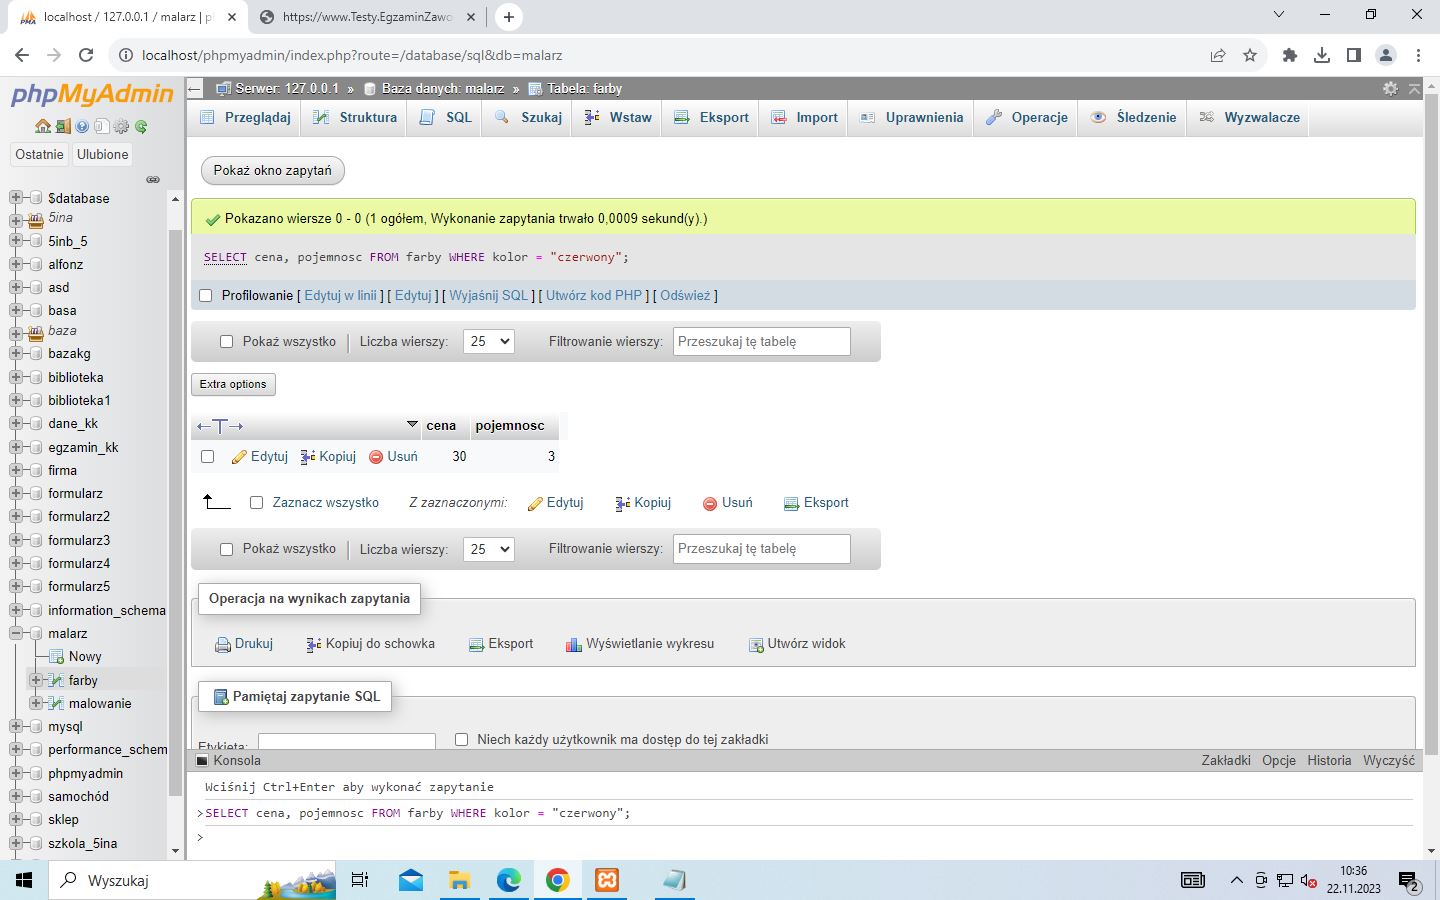 localhost / 127.0.0.1 / malarz | pl
https://www.Testy.EgzaminZawo
localhost/phpmyadmin/index.php?route=/database/sql&db=malarz
phpMyAdmin
Ostatnie Ulubione
$database
5ina
5inb_5
alfonz
asd
basa
baza
bazakg
biblioteka
biblioteka1
dane_kk
egzamin_kk
firma
formularz
formularz2
formularz3
formularz4
formularz5
information_schema
malarz
Nowy
farby
malowanie
mysql
performance_schem
phpmyadmin
samochód
sklep
szkola_5ina
Serwer: 127.0.0.1 » Baza danych: malarz » Tabela: farby
Przeglądaj Struktura SQL Szukaj Wstaw Eksport Import Uprawnienia Operacje Śledzenie Wyzwalacze
Pokaż okno zapytań
Pokazano wiersze 0 - 0 (1 ogółem, Wykonanie zapytania trwało 0,0009 sekund(y).)
SELECT cena, pojemnosc FROM farby WHERE kolor = "czerwony";
Profilowanie [ Edytuj w linii ] [ Edytuj ] [ Wyjaśnij SQL ] [ Utwórz kod PHP ] [ Odśwież ]
Pokaż wszystko Liczba wierszy: 25 Filtrowanie wierszy: Przeszukaj tę tabelę
Extra options
←T→ cena pojemnosc
Edytuj Kopiuj Usuń 30 3
Zaznacz wszystko Z zaznaczonymi: Edytuj Kopiuj Usuń Eksport
Pokaż wszystko Liczba wierszy: 25 Filtrowanie wierszy: Przeszukaj tę tabelę
Operacja na wynikach zapytania
Drukuj Kopiuj do schowka Eksport Wyświetlanie wykresu Utwórz widok
Pamiętaj zapytanie SQL
Etykieta: Niech każdy użytkownik ma dostęp do tej zakładki
Konsola Zakładki Opcje Historia Wyczyść
Wciśnij Ctrl+Enter aby wykonać zapytanie
>SELECT cena, pojemnosc FROM farby WHERE kolor = "czerwony";
>
Wyszukaj
10:36
22.11.2023
2